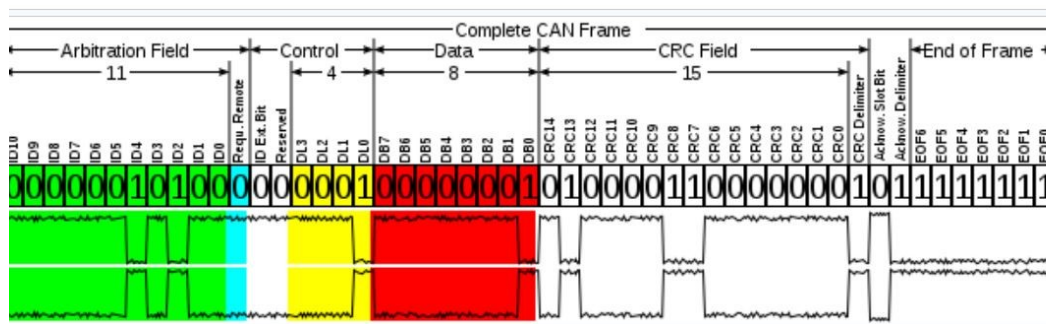 Complete CAN Frame
Arbitration Field Control Data CRC Field End of Frame
11 4 8 15
ID10 ID9 ID8 ID7 ID6 ID5 ID4 ID3 ID2 ID1 ID0 Requ. Remote ID Ext. Bit Reserved DL3 DL2 DL1 DL0 DB7 DB6 DB5 DB4 DB3 DB2 DB1 DB0 CRC14 CRC13 CRC12 CRC11 CRC10 CRC9 CRC8 CRC7 CRC6 CRC5 CRC4 CRC3 CRC2 CRC1 CRC0 CRC Delimiter Acknow. Slot Bit Acknow. Delimiter EOF6 EOF5 EOF4 EOF3 EOF2 EOF1 EOF0
0 0 0 0 0 0 1 0 1 0 0 0 0 0 0 0 0 1 0 0 0 0 0 0 0 1 0 1 0 0 0 0 1 1 0 0 0 0 0 0 0 1 0 1 1 1 1 1 1 1 1